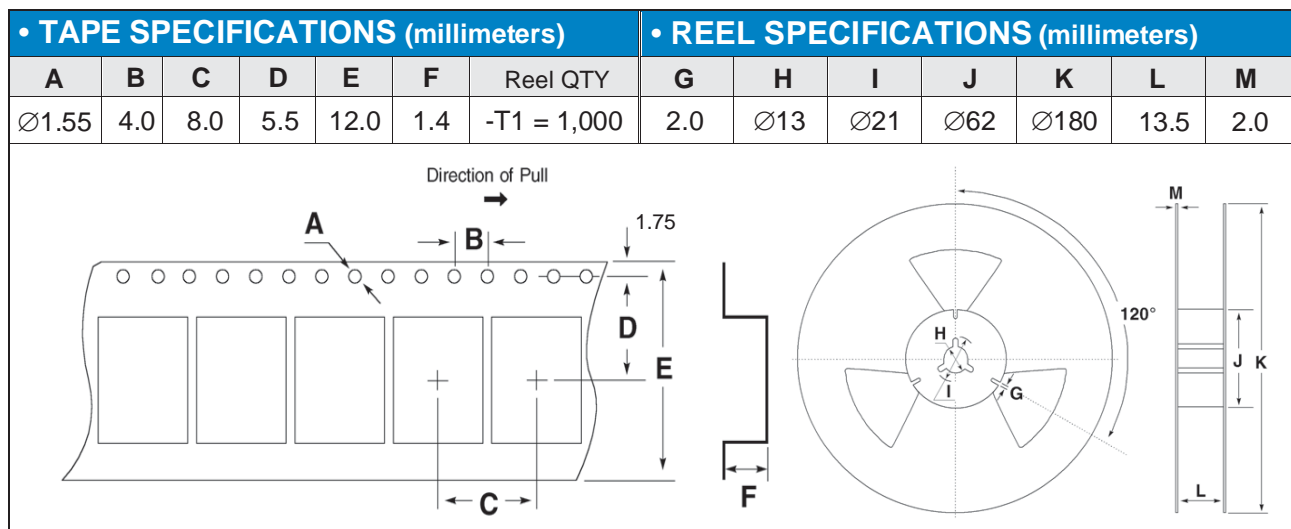 • TAPE SPECIFICATIONS (millimeters) • REEL SPECIFICATIONS (millimeters)
A B C D E F Reel QTY G H I J K L M
∅1.55 4.0 8.0 5.5 12.0 1.4 -T1 = 1,000 2.0 ∅13 ∅21 ∅62 ∅180 13.5 2.0
Direction of Pull
A
B
1.75
D
E
C
F
H
I
G
120°
M
J
K
L